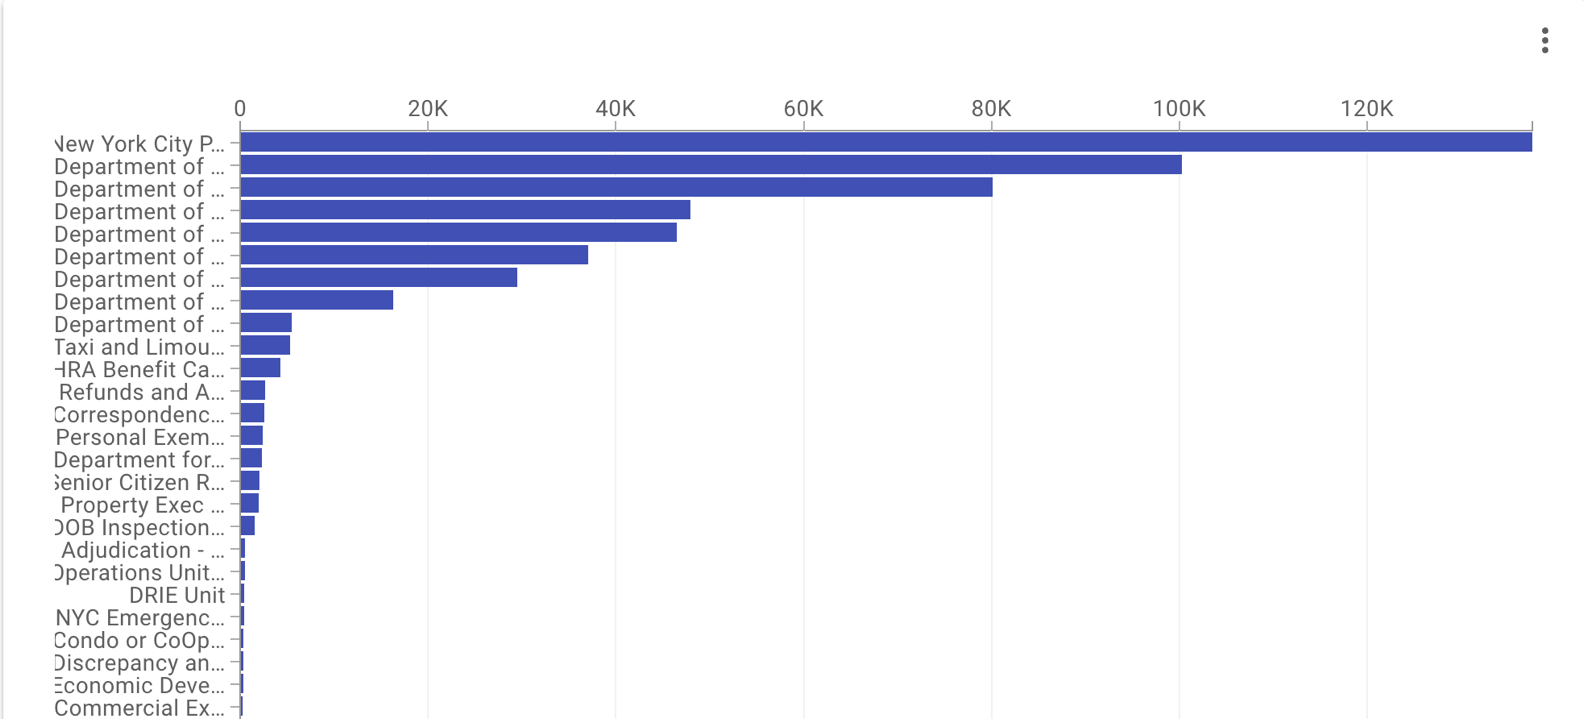 0 20K 40K 60K 80K 100K 120K
New York City P...
Department of ...
Department of ...
Department of ...
Department of ...
Department of ...
Department of ...
Department of ...
Department of ...
Taxi and Limou...
HRA Benefit Ca...
Refunds and A...
Correspondenc...
Personal Exem...
Department for...
Senior Citizen R...
Property Exec ...
DOB Inspection...
Adjudication - ...
Operations Unit...
DRIE Unit
NYC Emergenc...
Condo or CoOp...
Discrepancy an...
Economic Deve...
Commercial Ex...